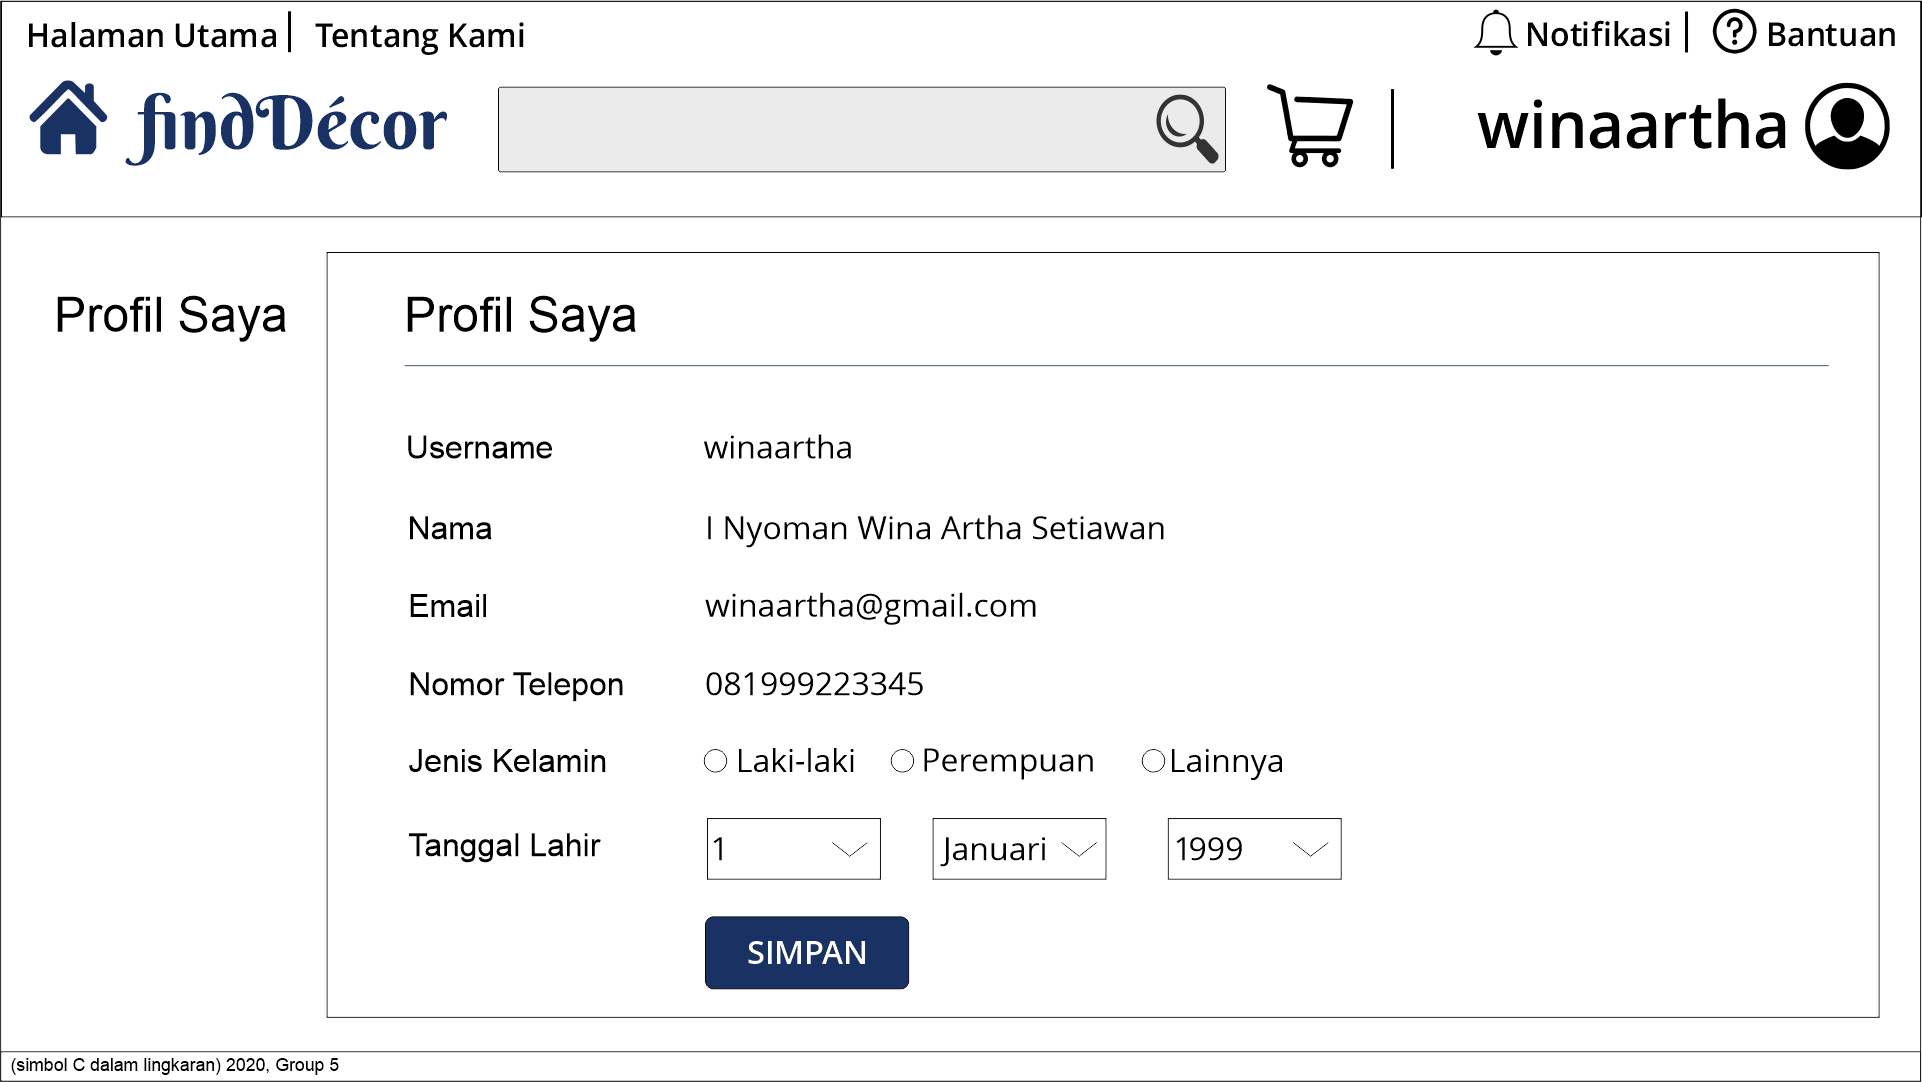 Halaman Utama | Tentang Kami
Notifikasi | Bantuan
findDécor
winaartha
Profil Saya
Profil Saya
Username winaartha
Nama I Nyoman Wina Artha Setiawan
Email winaartha@gmail.com
Nomor Telepon 081999223345
Jenis Kelamin Laki-laki Perempuan Lainnya
Tanggal Lahir 1 Januari 1999
SIMPAN
(simbol C dalam lingkaran) 2020, Group 5